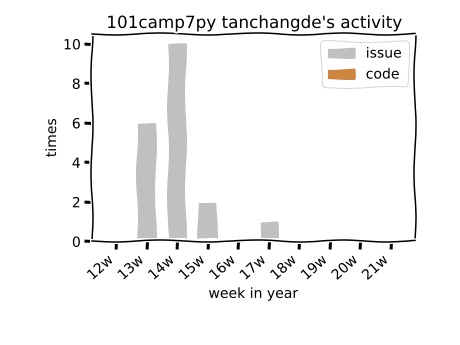 101camp7py tanchangde's activity
issue
code
times
10
8
6
4
2
0
12w 13w 14w 15w 16w 17w 18w 19w 20w 21w
week in year